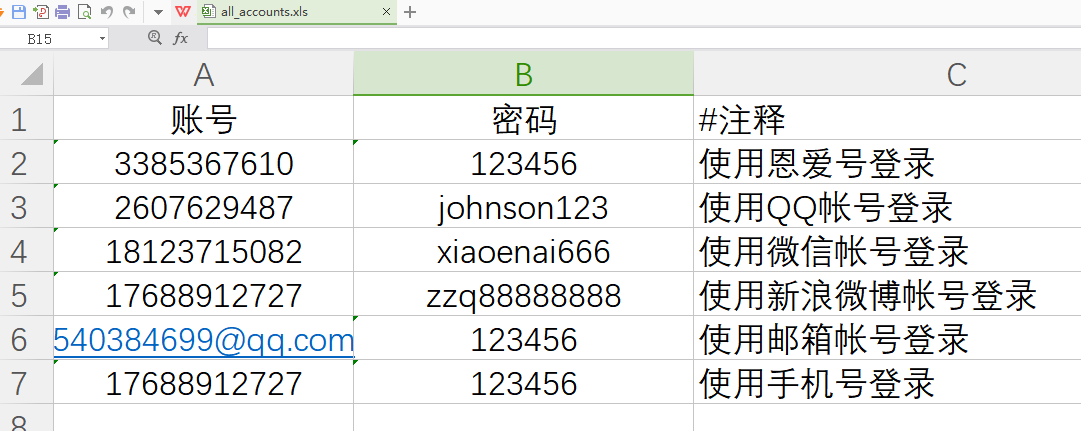 all_accounts.xls
B15 fx
A B C
1 账号 密码 #注释
2 3385367610 123456 使用恩爱号登录
3 2607629487 johnson123 使用QQ帐号登录
4 18123715082 xiaoenai666 使用微信帐号登录
5 17688912727 zzq88888888 使用新浪微博帐号登录
6 540384699@qq.com 123456 使用邮箱帐号登录
7 17688912727 123456 使用手机号登录
8